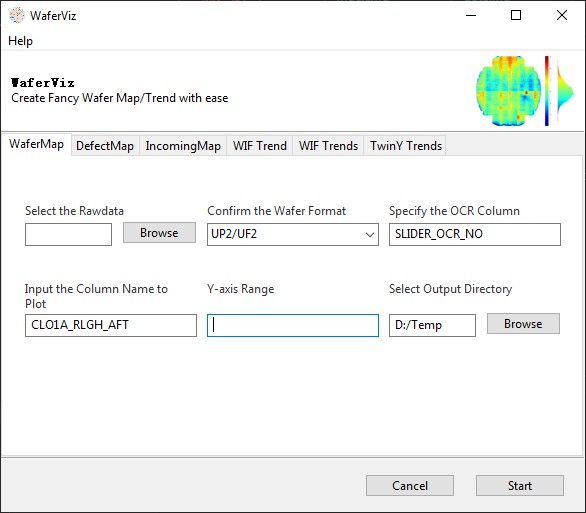 WaferViz
Help
WaferViz
Create Fancy Wafer Map/Trend with ease
WaferMap DefectMap IncomingMap WIF Trend WIF Trends TwinY Trends
Select the Rawdata Confirm the Wafer Format Specify the OCR Column
Browse UP2/UF2 SLIDER_OCR_NO
Input the Column Name to Y-axis Range Select Output Directory
Plot
CLO1A_RLGH_AFT D:/Temp Browse
Cancel Start